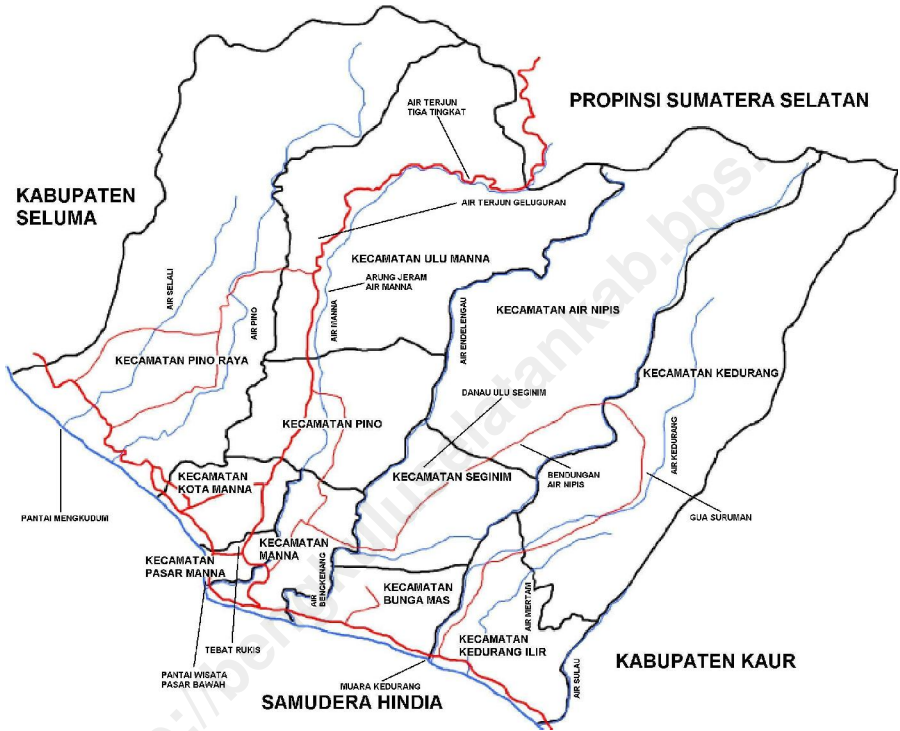 AIR TERJUN
TIGA TINGKAT
PROPINSI SUMATERA SELATAN
KABUPATEN
SELUMA
AIR TERJUN GELUGURAN
KECAMATAN ULU MANNA
ARUNG JERAM
AIR MANNA
AIR SELALI
AIR PINO
AIR MANNA
AIR ENDELENGAU
KECAMATAN AIR NIPIS
KECAMATAN PINO RAYA
KECAMATAN KEDURANG
DANAU ULU SEGINIM
KECAMATAN PINO
KECAMATAN
KOTA MANNA
KECAMATAN SEGINIM
BENDUNGAN
AIR NIPIS
AIR KEDURANG
PANTAI MENGKUDUM
GUA SURUMAN
KECAMATAN
PASAR MANNA
KECAMATAN
MANNA
AIR
BENGKENANG
KECAMATAN
BUNGA MAS
AIR MERTAM
KECAMATAN
KEDURANG ILIR
TEBAT RUKIS
PANTAI WISATA
PASAR BAWAH
MUARA KEDURANG
AIR SULAU
KABUPATEN KAUR
SAMUDERA HINDIA
://bengkuluselatankab.bps.